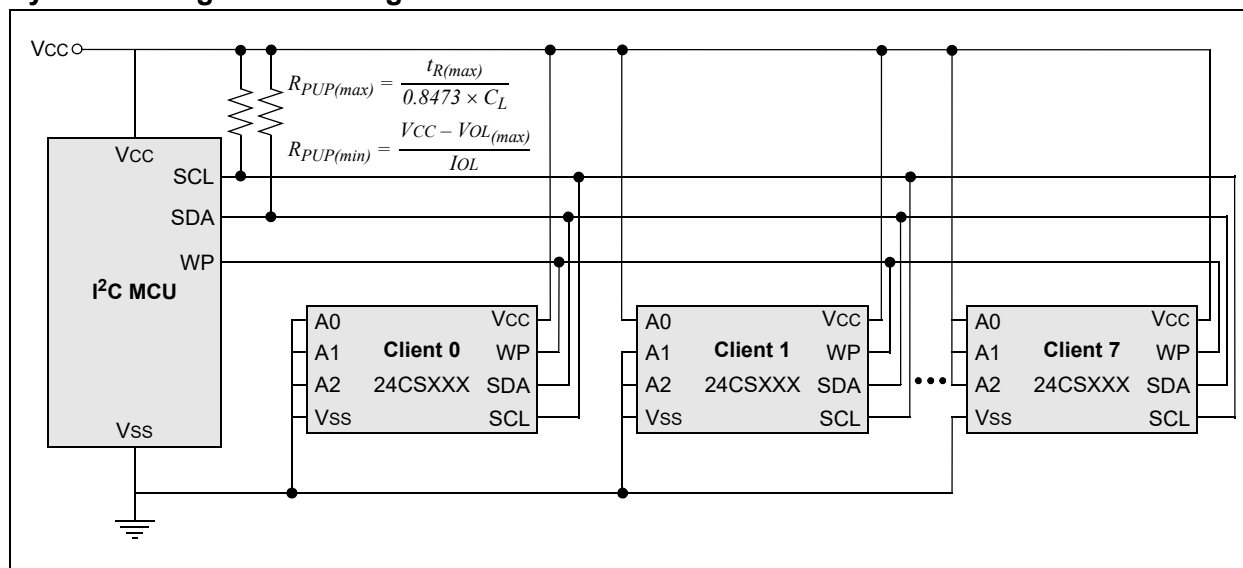 VCC
R_PUP(max) = t_R(max) / 0.8473 × C_L
R_PUP(min) = VCC – VOL_(max) / IOL
VCC
SCL
SDA
WP
I²C MCU
VSS
A0
VCC
A1
Client 0
WP
A2
24CSXXX
SDA
VSS
SCL
A0
VCC
A1
Client 1
WP
A2
24CSXXX
SDA
VSS
SCL
A0
VCC
A1
Client 7
WP
A2
24CSXXX
SDA
VSS
SCL